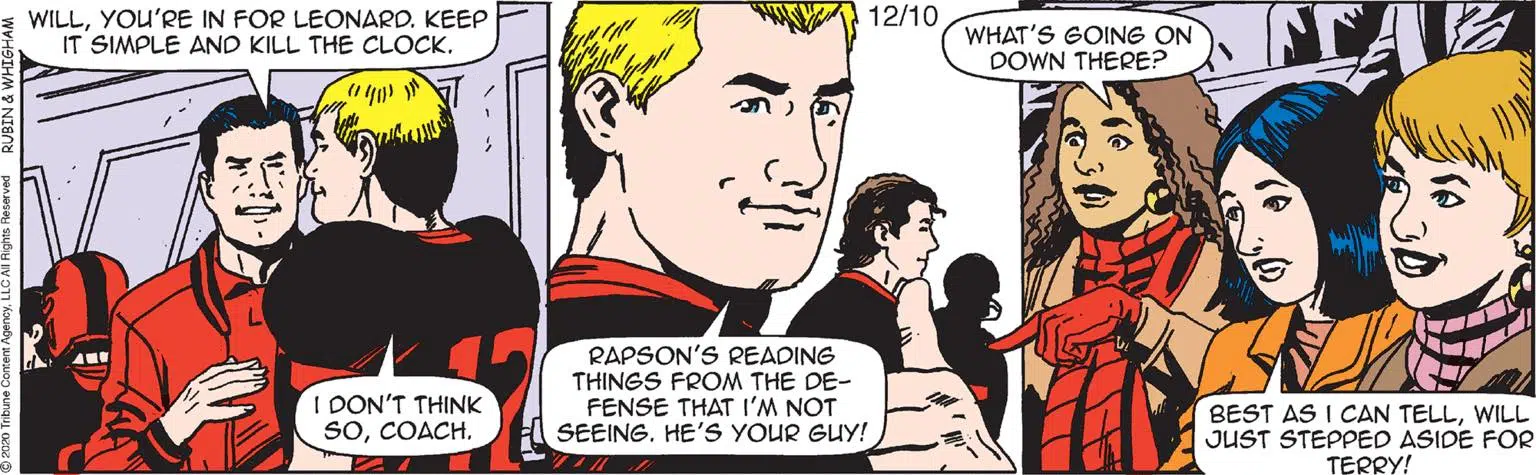 WILL, YOU'RE IN FOR LEONARD. KEEP
IT SIMPLE AND KILL THE CLOCK.
I DON'T THINK
SO, COACH.
L
12
12/10
RAPSON'S READING
THINGS FROM THE DE-
FENSE THAT I'M NOT
SEEING. HE'S YOUR GUY!
WHAT'S GOING ON
DOWN THERE?
BEST AS I CAN TELL, WILL
JUST STEPPED ASIDE FOR
TERRY!
© 2020 Tribune Content Agency, LLC All Rights Reserved RUBIN & WHIGHAM